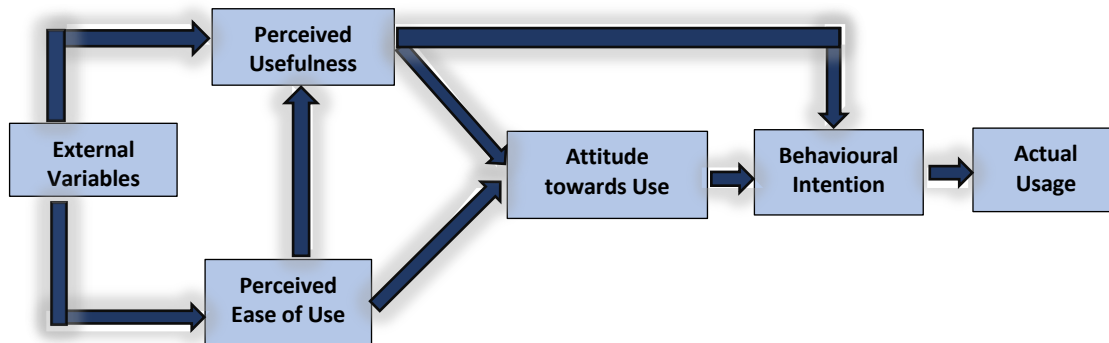 Perceived
Usefulness
External
Variables
Attitude
towards Use
Behavioural
Intention
Actual
Usage
Perceived
Ease of Use